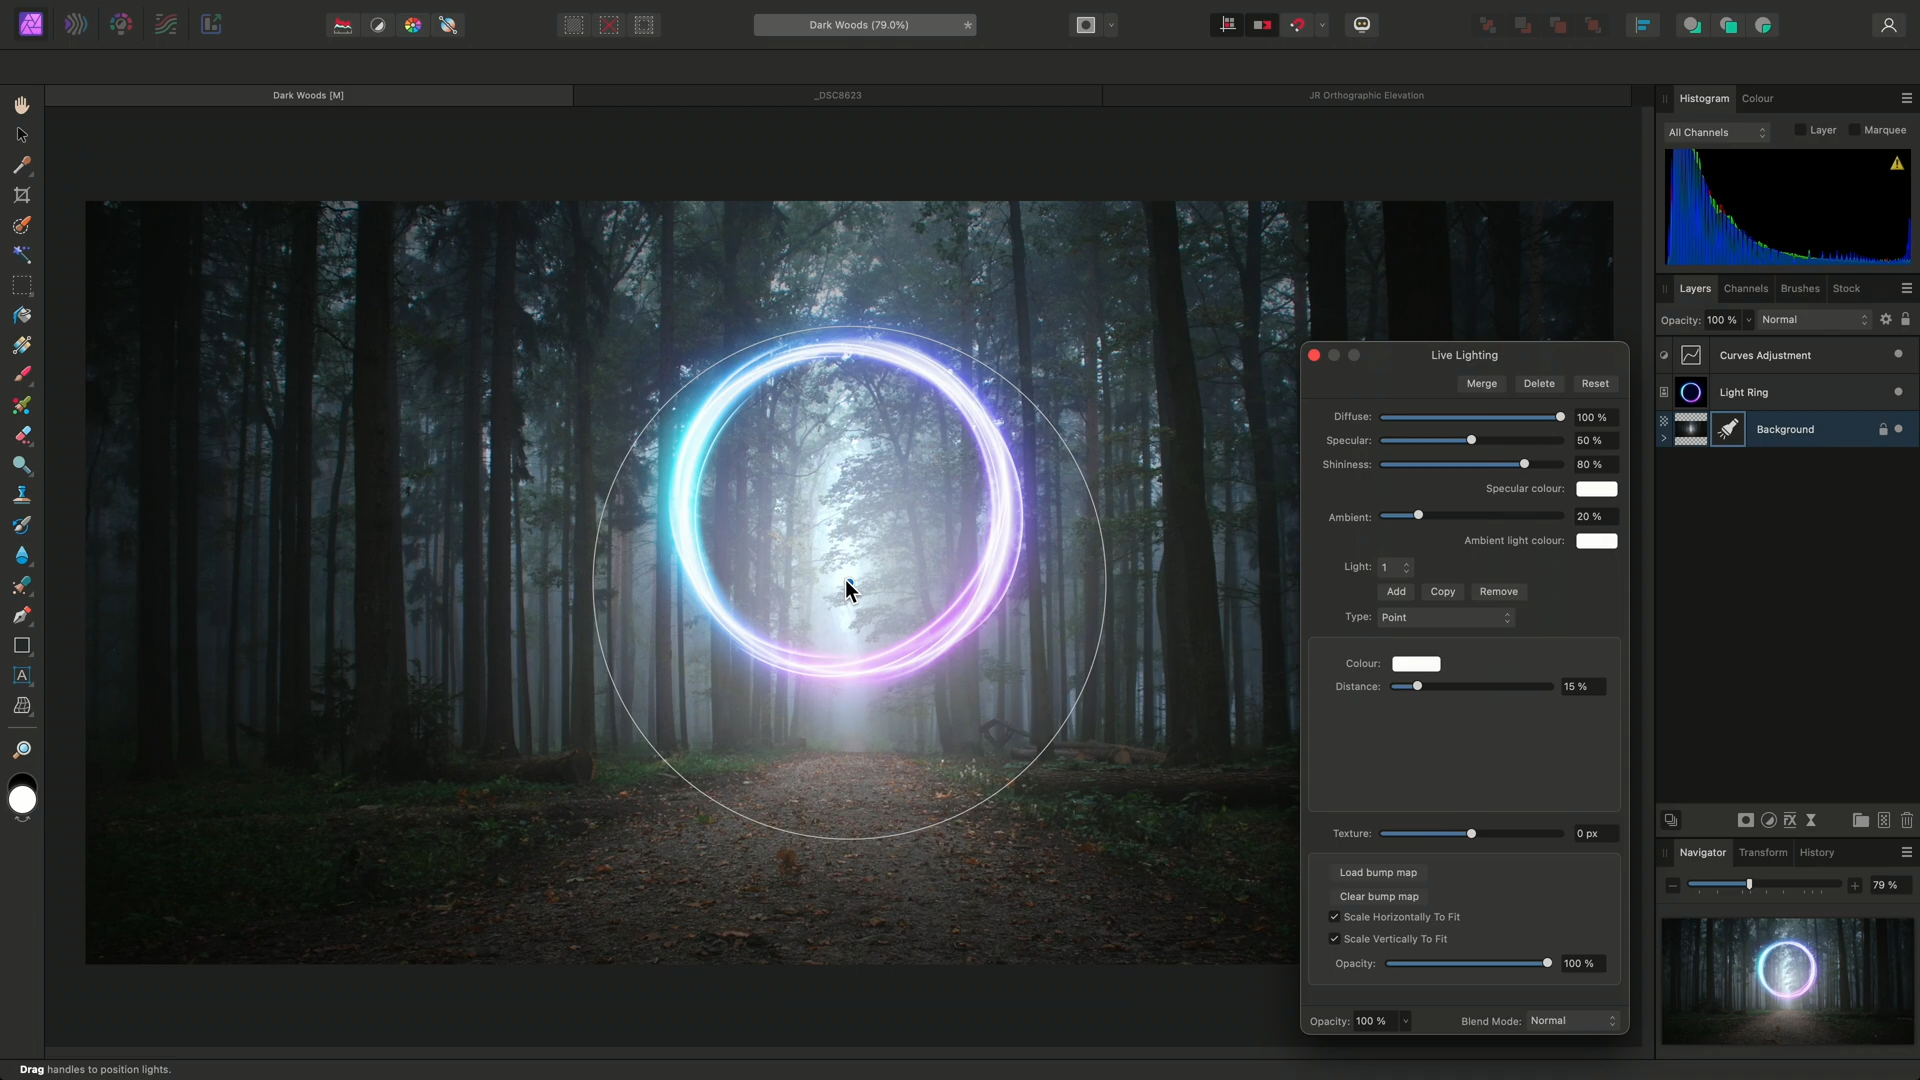 Dark Woods (79.0%)
*
Dark Woods [M]
_DSC8623
JR Orthographic Elevation
Histogram
Colour
All Channels
Layer
Marquee
Layers
Channels
Brushes
Stock
Opacity: 100 %
Normal
Curves Adjustment
Light Ring
Background
Live Lighting
Merge
Delete
Reset
Diffuse: 100 %
Specular: 50 %
Shininess: 80 %
Specular colour:
Ambient: 20 %
Ambient light colour:
Light: 1
Add
Copy
Remove
Type: Point
Colour:
Distance: 15 %
Texture: 0 px
Load bump map
Clear bump map
Scale Horizontally To Fit
Scale Vertically To Fit
Opacity: 100 %
Opacity: 100 %
Blend Mode: Normal
Navigator
Transform
History
79 %
Drag handles to position lights.